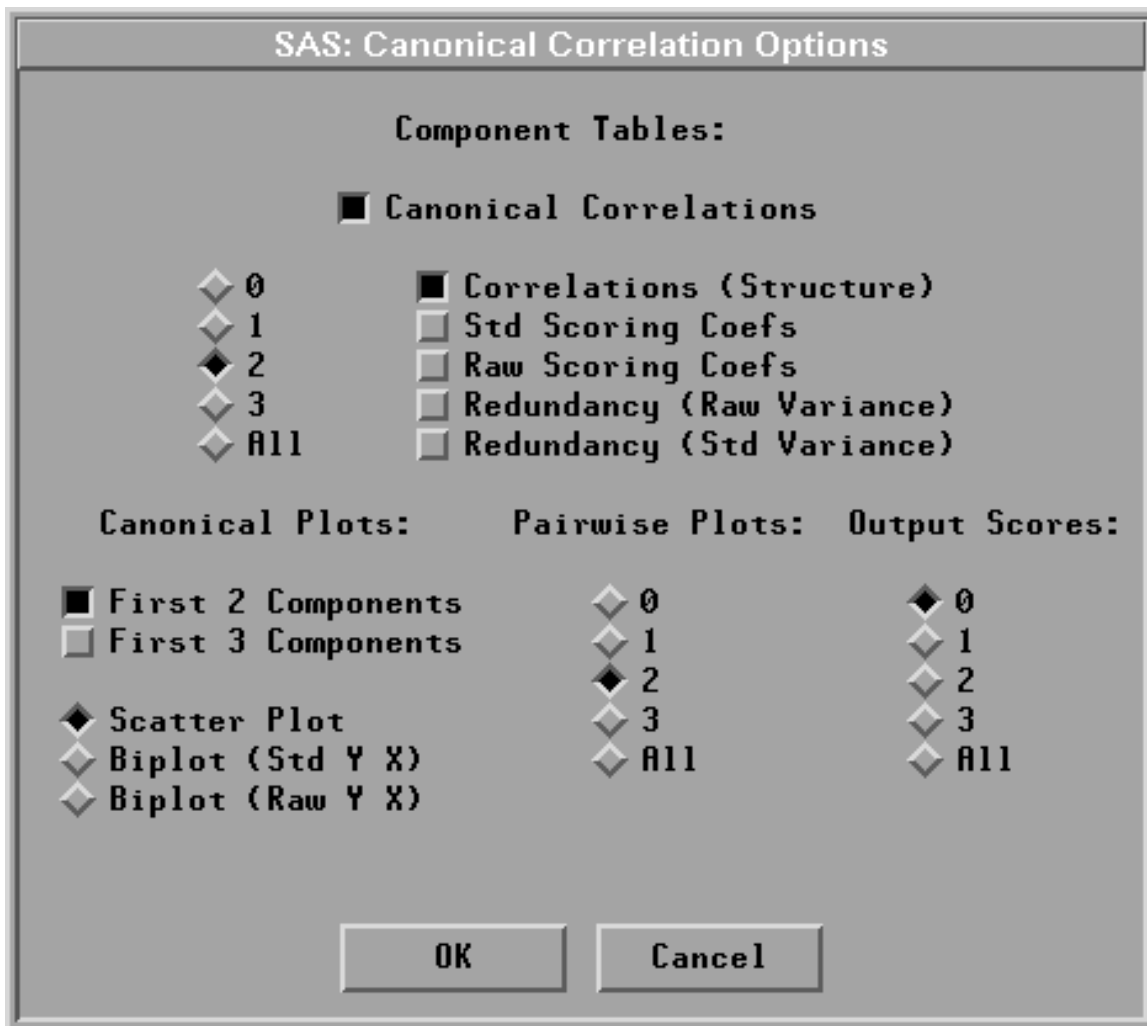 SAS: Canonical Correlation Options
Component Tables:
Canonical Correlations
0
1
2
3
All
Correlations (Structure)
Std Scoring Coefs
Raw Scoring Coefs
Redundancy (Raw Variance)
Redundancy (Std Variance)
Canonical Plots:
First 2 Components
First 3 Components
Scatter Plot
Biplot (Std Y X)
Biplot (Raw Y X)
Pairwise Plots:
0
1
2
3
All
Output Scores:
0
1
2
3
All
OK
Cancel